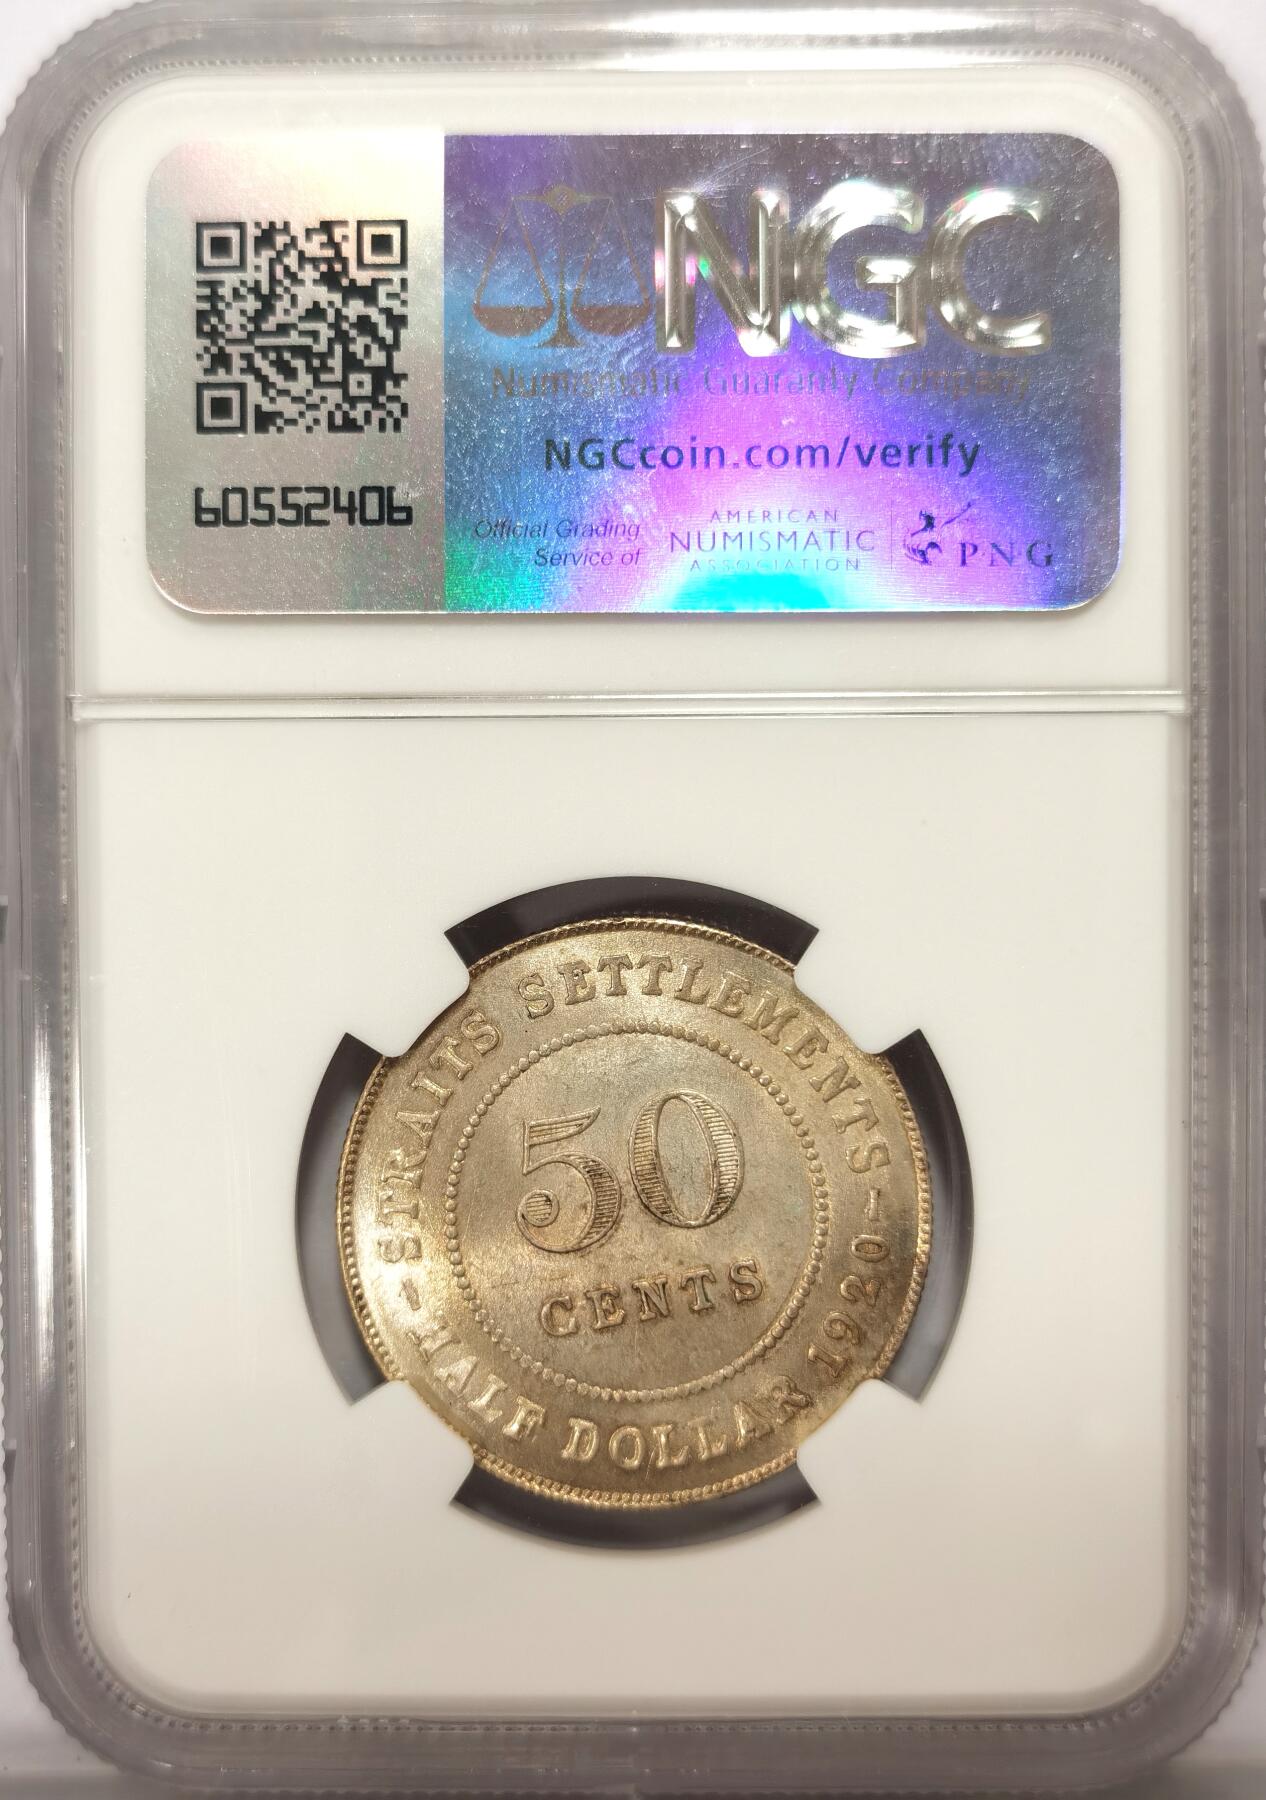 NGC
Numismatic Guaranty Company
NGCcoin.com/verify
60552406
Official Grading
Service of
AMERICAN
NUMISMATIC
ASSOCIATION
PNG
STRAITS SETTLEMENTS
50
CENTS
HALF DOLLAR 1920